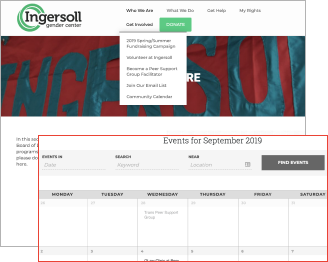 Ingersoll
gender center
Who We Are
What We Do
Get Help
My Rights
Get Involved
DONATE
2019 Spring/Summer
Fundraising Campaign
Volunteer at Ingersoll
Become a Peer Support
Group Facilitator
Join Our Email List
Community Calendar
RE
In this se
Board of D
programs
please do
here.
Events for September 2019
EVENTS IN
SEARCH
NEAR
Date
Keyword
Location
FIND EVENTS
MONDAY
TUESDAY
WEDNESDAY
THURSDAY
FRIDAY
SATURDAY
26
27
28
29
30
31
Trans Peer Support
Group
2
3
4
5
6